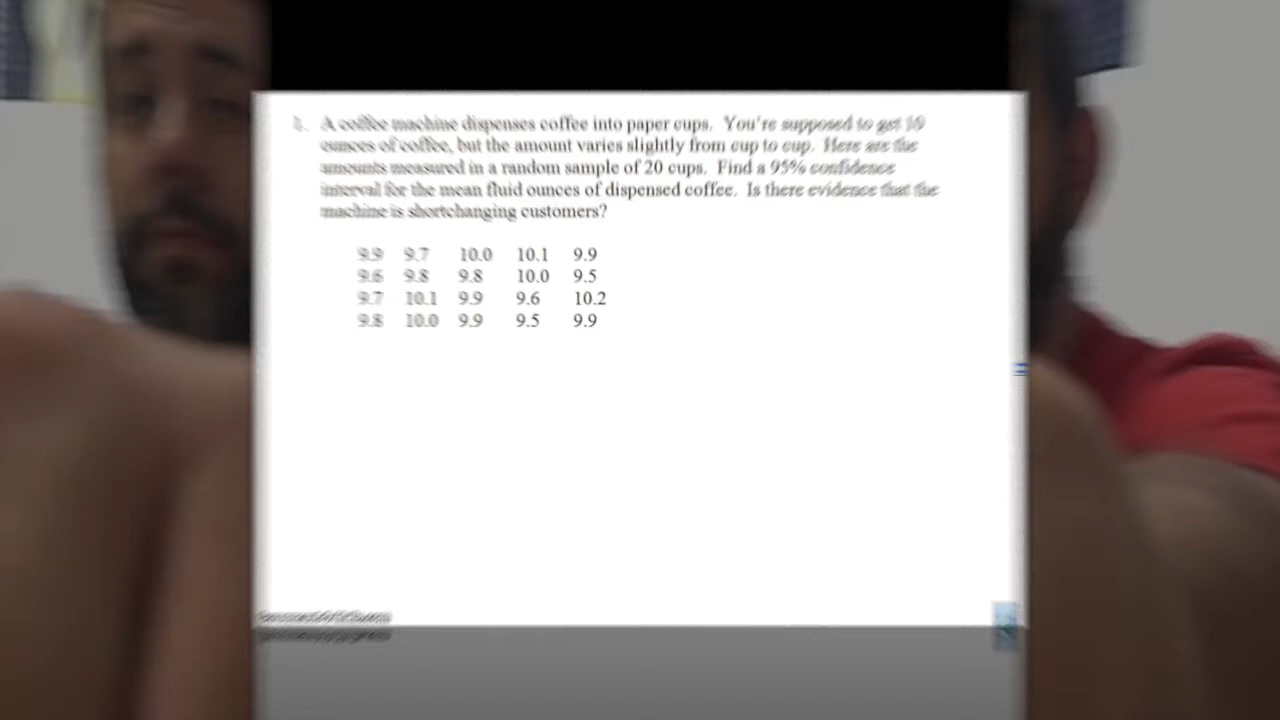 1. A coffee machine dispenses coffee into paper cups. You're supposed to get 10
ounces of coffee, but the amount varies slightly from cup to cup. Here are the
amounts measured in a random sample of 20 cups. Find a 95% confidence
interval for the mean fluid ounces of dispensed coffee. Is there evidence that the
machine is shortchanging customers?
9.9 9.7 10.0 10.1 9.9
9.6 9.8 9.8 10.0 9.5
9.7 10.1 9.9 9.6 10.2
9.8 10.0 9.9 9.5 9.9